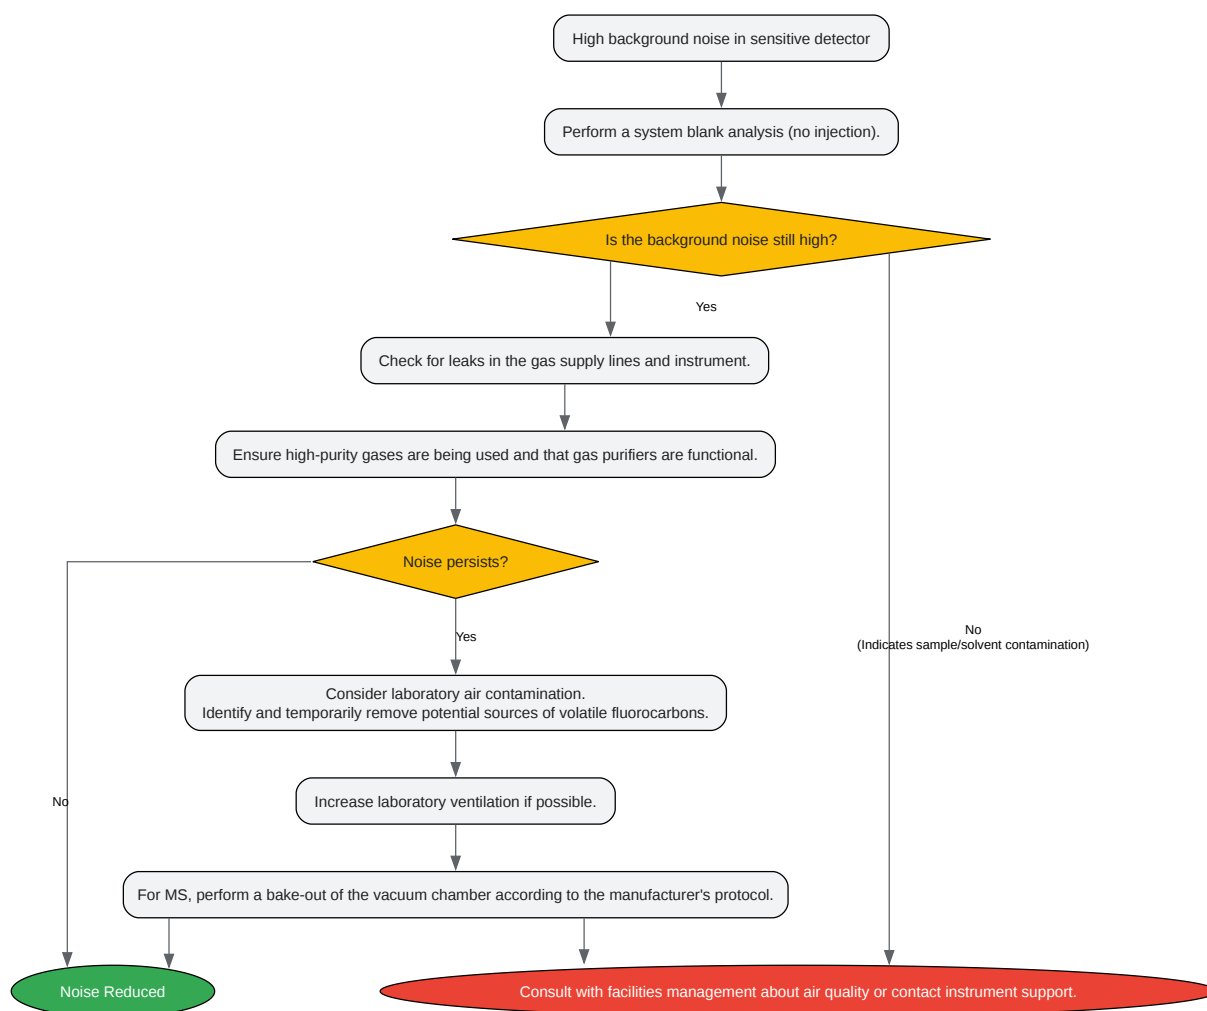 High background noise in sensitive detector
Perform a system blank analysis (no injection).
Is the background noise still high?
Yes
Check for leaks in the gas supply lines and instrument.
Ensure high-purity gases are being used and that gas purifiers are functional.
Noise persists?
No
(Indicates sample/solvent contamination)
Yes
Consider laboratory air contamination.
Identify and temporarily remove potential sources of volatile fluorocarbons.
No
Increase laboratory ventilation if possible.
For MS, perform a bake-out of the vacuum chamber according to the manufacturer's protocol.
Noise Reduced
Consult with facilities management about air quality or contact instrument support.